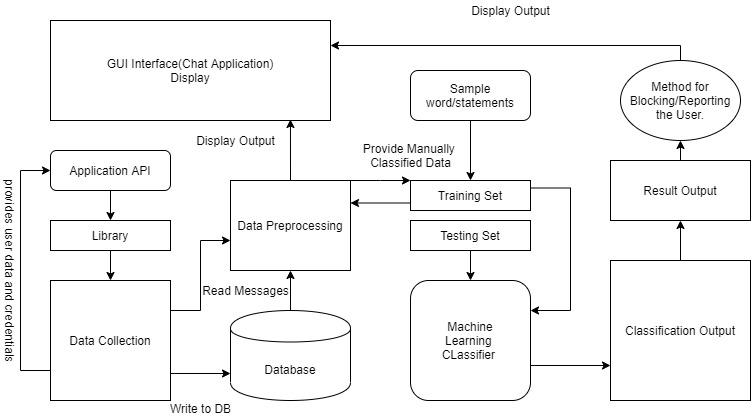 Display Output
GUI Interface(Chat Application)
Display
Sample
word/statements
Method for
Blocking/Reporting
the User.
Display Output
Provide Manually
Classified Data
Application API
provides user data and credentials
Training Set
Result Output
Library
Data Preprocessing
Testing Set
Read Messages
Data Collection
Machine
Learning
CLassifier
Classification Output
Database
Write to DB